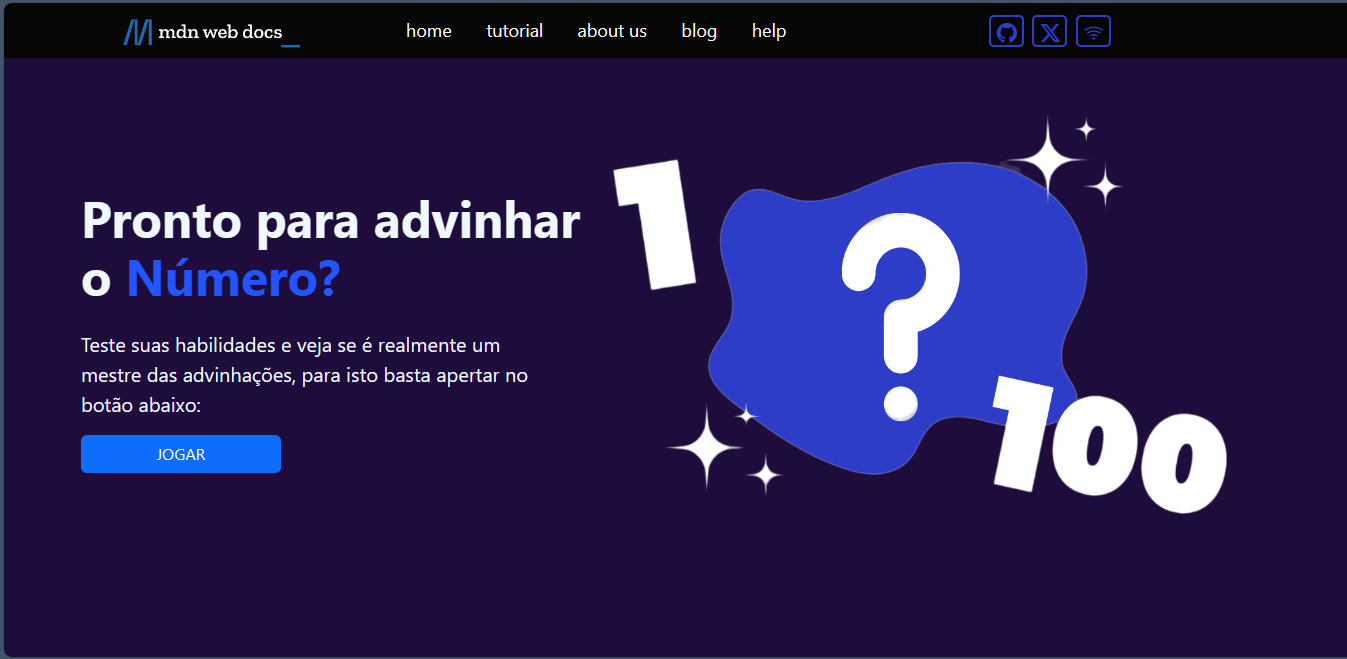 mdn web docs_
home tutorial about us blog help
Pronto para advinhar
o Número?
Teste suas habilidades e veja se é realmente um
mestre das advinhações, para isto basta apertar no
botão abaixo:
JOGAR
1
?
100